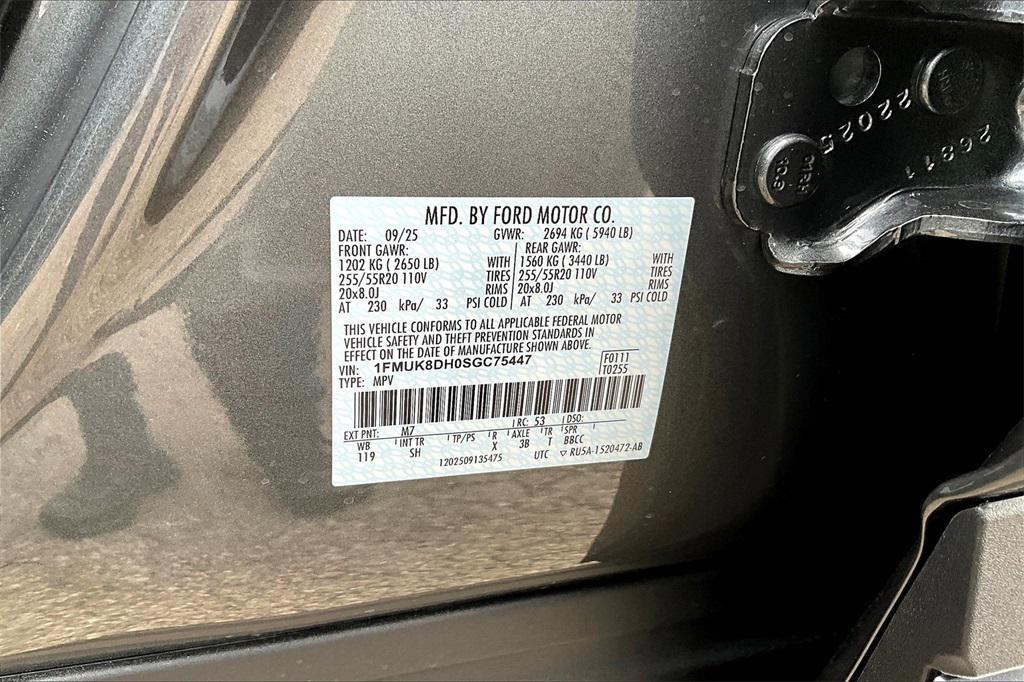 MFD. BY FORD MOTOR CO.
DATE: 09/25 GVWR: 2694 KG ( 5940 LB)
FRONT GAWR: REAR GAWR:
1202 KG ( 2650 LB) WITH 1560 KG ( 3440 LB) WITH
255/55R20 110V TIRES 255/55R20 110V TIRES
20x8.0J RIMS 20x8.0J RIMS
AT 230 kPa/ 33 PSI COLD AT 230 kPa/ 33 PSI COLD
THIS VEHICLE CONFORMS TO ALL APPLICABLE FEDERAL MOTOR
VEHICLE SAFETY AND THEFT PREVENTION STANDARDS IN
EFFECT ON THE DATE OF MANUFACTURE SHOWN ABOVE.
VIN: 1FMUK8DH0SGC75447 F0111
TYPE: MPV T0255
EXT PNT: M7 RC: 53 DSO:
WB INT TR TP/PS R AXLE TR SPR
119 SH X 3B T BBCC
1202509135475 UTC ▽ RU5A-1520472-AB
22025
26811
10.9